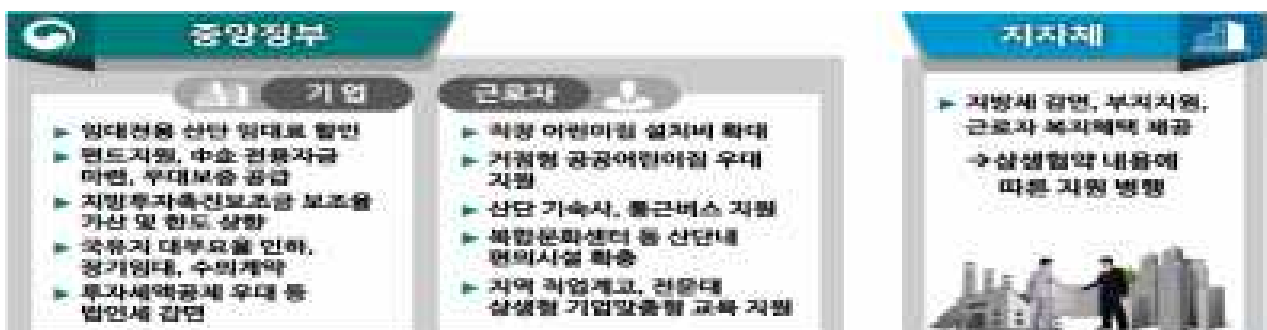 중앙정부
기업
▶ 임대전용 산단 임대료 할인
▶ 펀드지원, 中企 전용자금
마련, 우대보증 공급
▶ 지방투자촉진보조금 보조율
가산 및 한도 상향
▶ 국유지 대부요율 인하,
장기임대, 수의계약
▶ 투자세액공제 우대 등
법인세 감면
근로자
▶ 직장 어린이집 설치비 확대
▶ 거점형 공공어린이집 우대
지원
▶ 산단 기숙사, 통근버스 지원
▶ 복합문화센터 등 산단내
편의시설 확충
▶ 지역 직업계고, 전문대
상생형 기업맞춤형 교육 지원
지자체
▶ 지방세 감면, 부지지원,
근로자 복지혜택 제공
→상생협약 내용에
따른 지원 병행